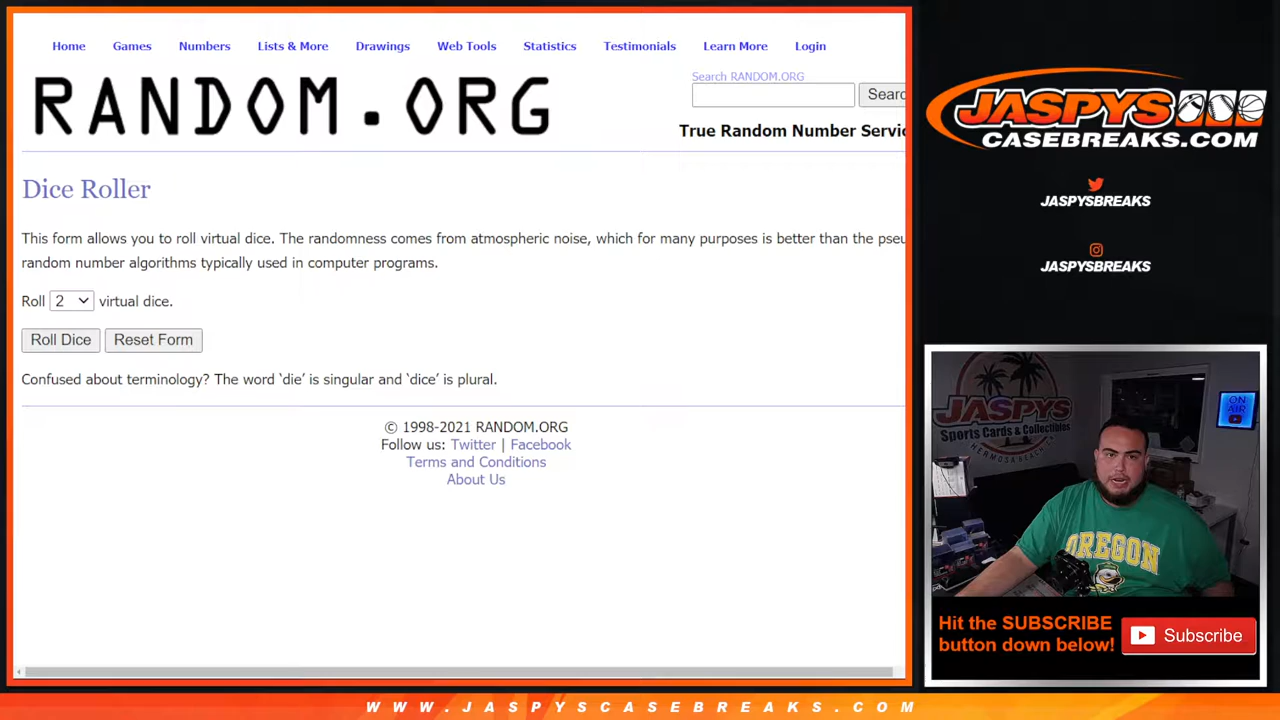 Home Games Numbers Lists & More Drawings Web Tools Statistics Testimonials Learn More Login
RANDOM.ORG
Search RANDOM.ORG
Searc
True Random Number Servic
Dice Roller
This form allows you to roll virtual dice. The randomness comes from atmospheric noise, which for many purposes is better than the pseu
random number algorithms typically used in computer programs.
Roll 2 virtual dice.
Roll Dice Reset Form
Confused about terminology? The word ‘die’ is singular and ‘dice’ is plural.
© 1998-2021 RANDOM.ORG
Follow us: Twitter | Facebook
Terms and Conditions
About Us
JASPYS
CASEBREAKS.COM
JASPYSBREAKS
JASPYSBREAKS
JASPYS
Sports Cards & Collectibles
HERMOSA BEACH
ON
AIR
OREGON
Hit the SUBSCRIBE
button down below!
Subscribe
WWW.JASPYSCASEBREAKS.COM